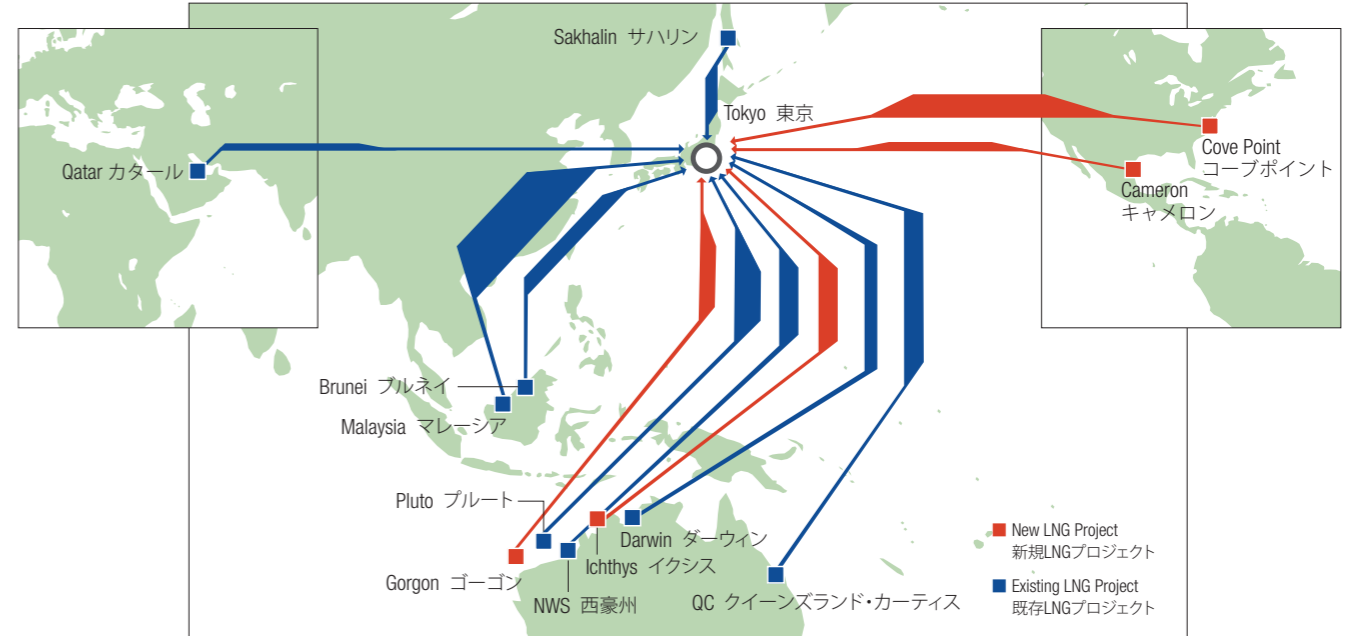 Sakhalin サハリン
Tokyo 東京
Qatar カタール
Cove Point
コーブポイント
Cameron
キャメロン
Brunei ブルネイ
Malaysia マレーシア
Pluto プルート
Darwin ダーウィン
Ichthys イクシス
Gorgon ゴーゴン
NWS 西豪州
QC クイーンズランド・カーティス
New LNG Project
新規LNGプロジェクト
Existing LNG Project
既存LNGプロジェクト